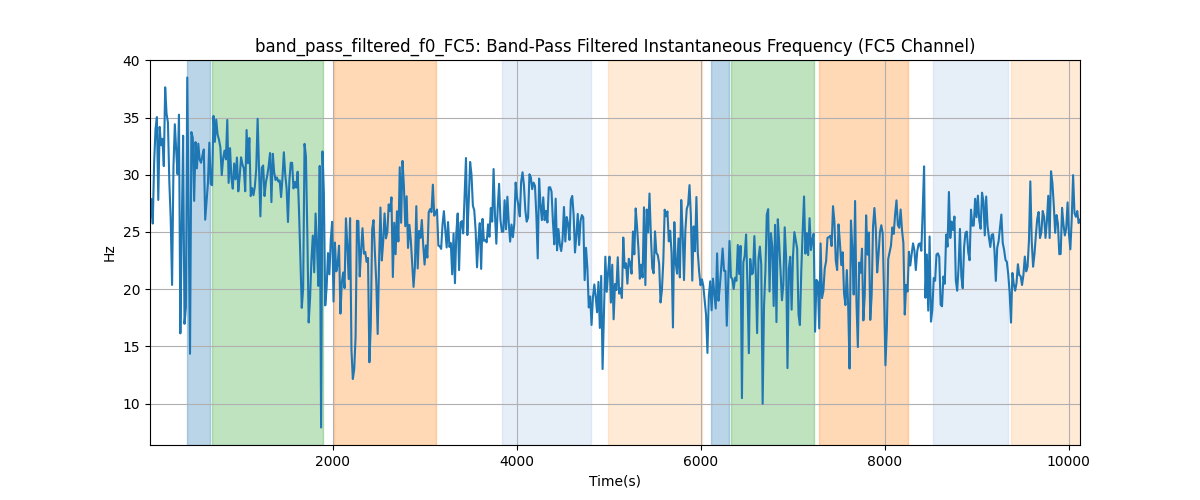 band_pass_filtered_f0_FC5: Band-Pass Filtered Instantaneous Frequency (FC5 Channel)
40
35
30
25
20
15
10
Hz
2000 4000 6000 8000 10000
Time(s)